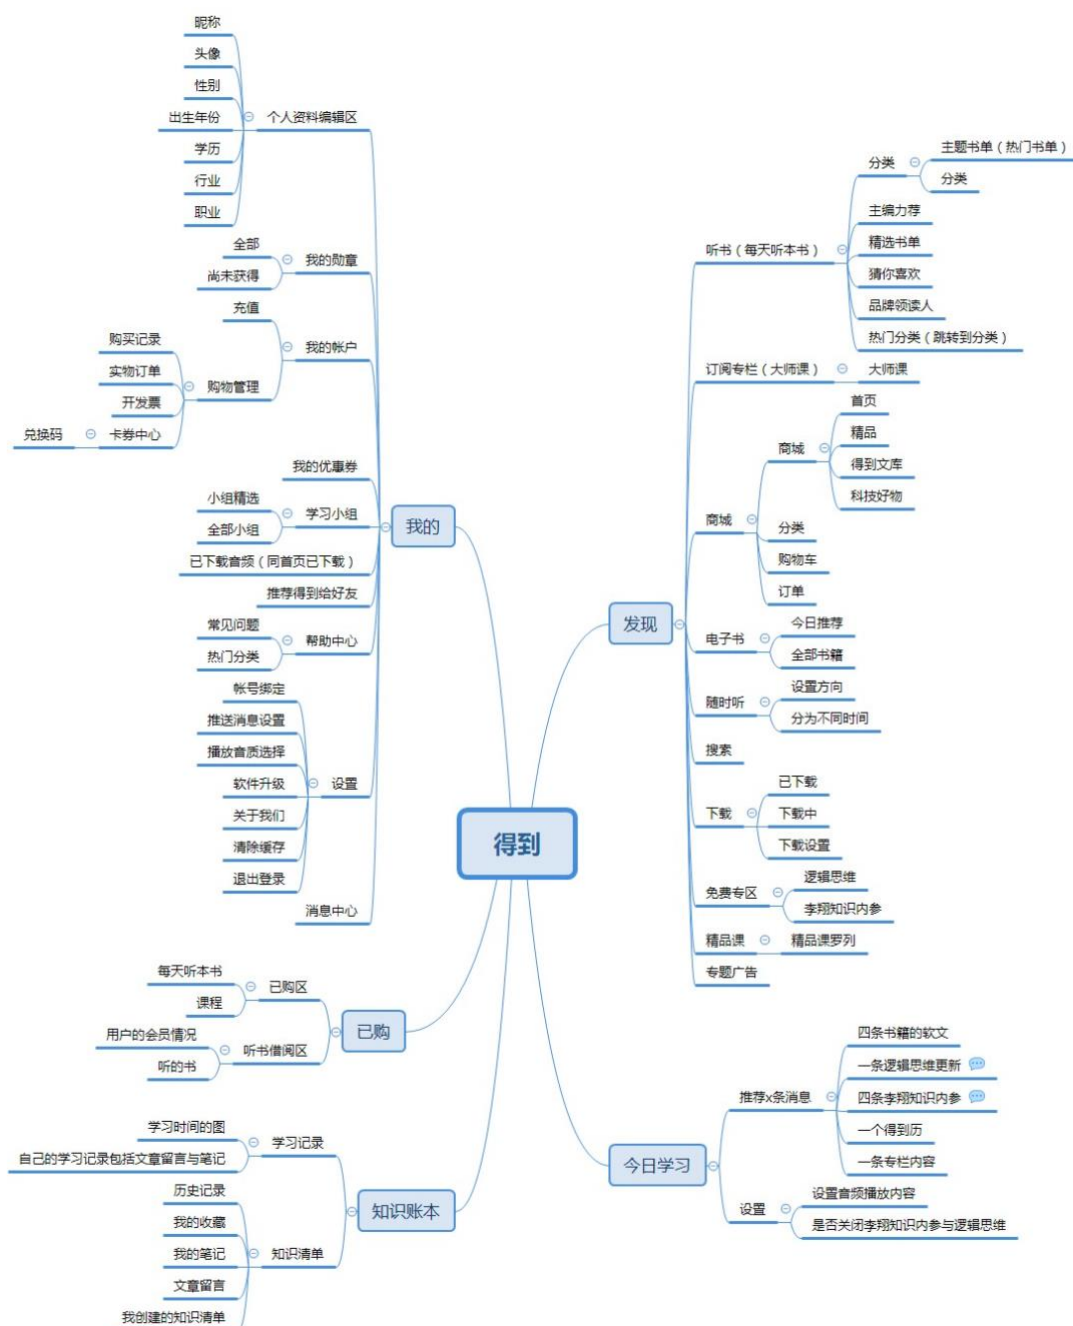 得到
我的
个人资料编辑区
昵称
头像
性别
出生年份
学历
行业
职业
我的勋章
全部
尚未获得
我的帐户
充值
购物管理
购买记录
实物订单
开发票
卡券中心
兑换码
我的优惠券
学习小组
小组精选
全部小组
已下载音频（同首页已下载）
推荐得到给好友
帮助中心
常见问题
热门分类
设置
帐号绑定
推送消息设置
播放音质选择
软件升级
关于我们
清除缓存
退出登录
消息中心
已购
已购区
每天听本书
课程
听书借阅区
用户的会员情况
听的书
知识账本
学习记录
学习时间的图
自己的学习记录包括文章留言与笔记
知识清单
历史记录
我的收藏
我的笔记
文章留言
我创建的知识清单
发现
听书（每天听本书）
分类
主题书单（热门书单）
分类
主编力荐
精选书单
猜你喜欢
品牌领读人
热门分类（跳转到分类）
订阅专栏（大师课）
大师课
商城
商城
首页
精品
得到文库
科技好物
分类
购物车
订单
电子书
今日推荐
全部书籍
随时听
设置方向
分为不同时间
搜索
下载
已下载
下载中
下载设置
免费专区
逻辑思维
李翔知识内参
精品课
精品课罗列
专题广告
今日学习
推荐x条消息
四条书籍的软文
一条逻辑思维更新
四条李翔知识内参
一个得到历
一条专栏内容
设置
设置音频播放内容
是否关闭李翔知识内参与逻辑思维